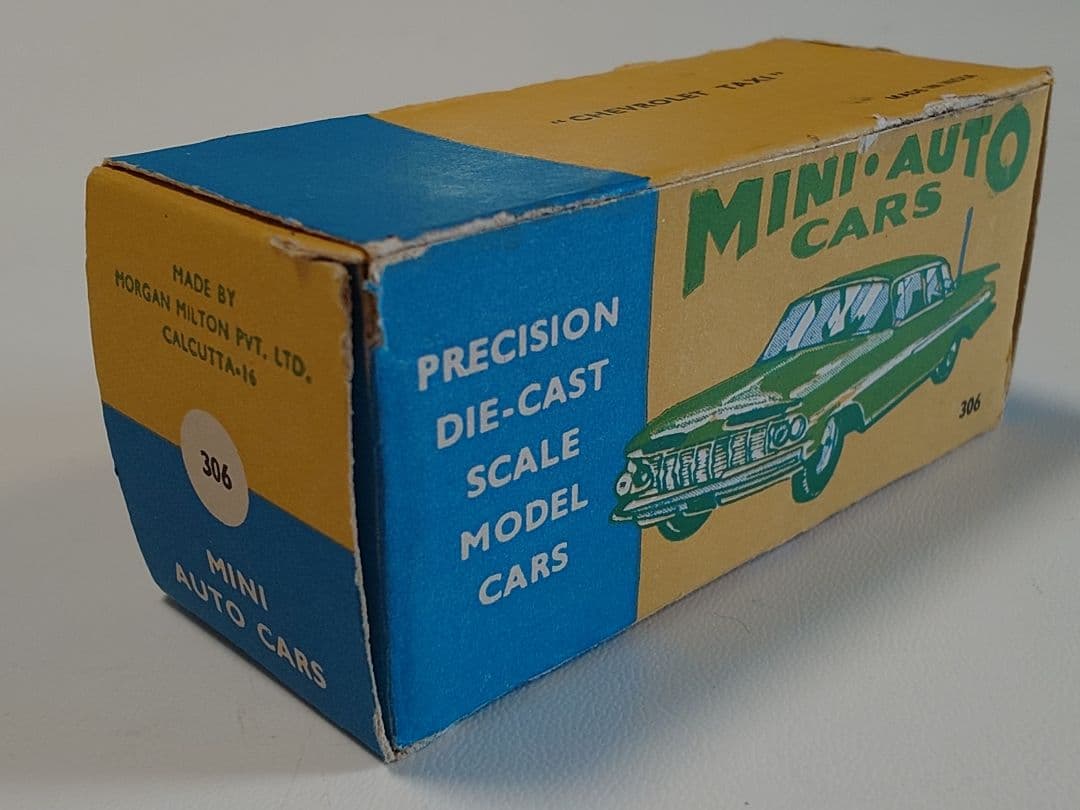 "CHEVROLET TAXI"
MADE IN INDIA
MINI•AUTO
CARS
306
PRECISION
DIE-CAST
SCALE
MODEL
CARS
MADE BY
MORGAN MILTON PVT. LTD.
CALCUTTA•16
306
MINI
AUTO CARS